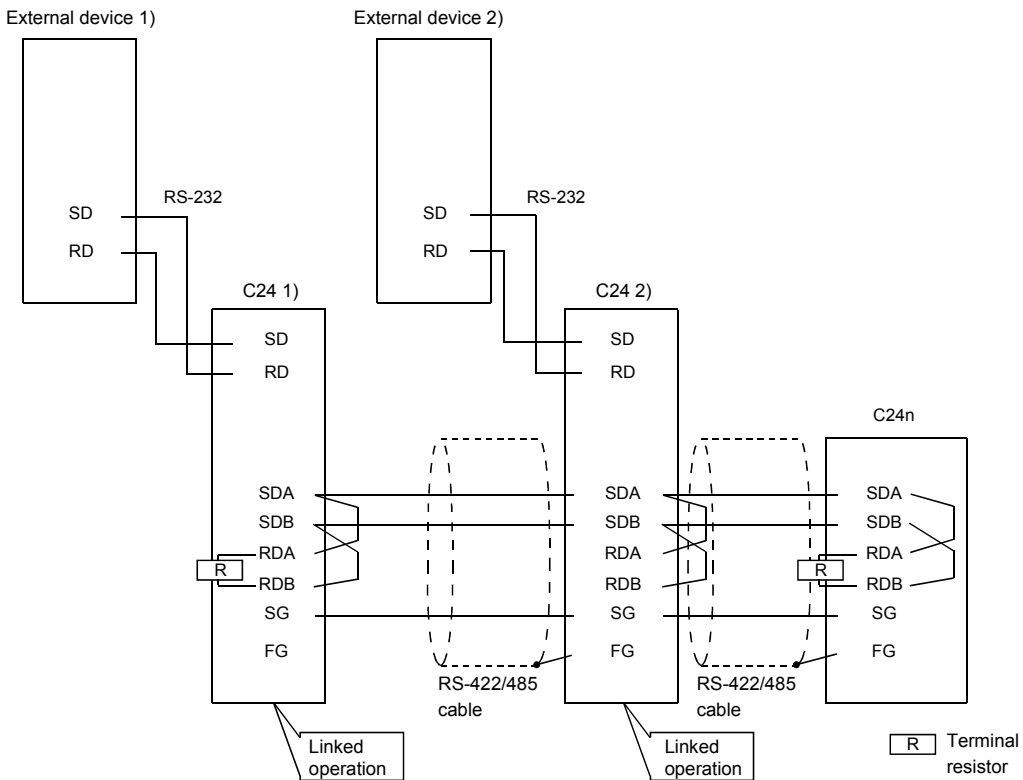 External device 1)
External device 2)
SD
RD
RS-232
SD
RD
RS-232
C24 1)
SD
RD
SDA
SDB
RDA
RDB
SG
FG
R
C24 2)
SD
RD
SDA
SDB
RDA
RDB
SG
FG
C24n
SDA
SDB
RDA
RDB
SG
FG
R
RS-422/485
cable
RS-422/485
cable
Linked
operation
Linked
operation
R
Terminal
resistor